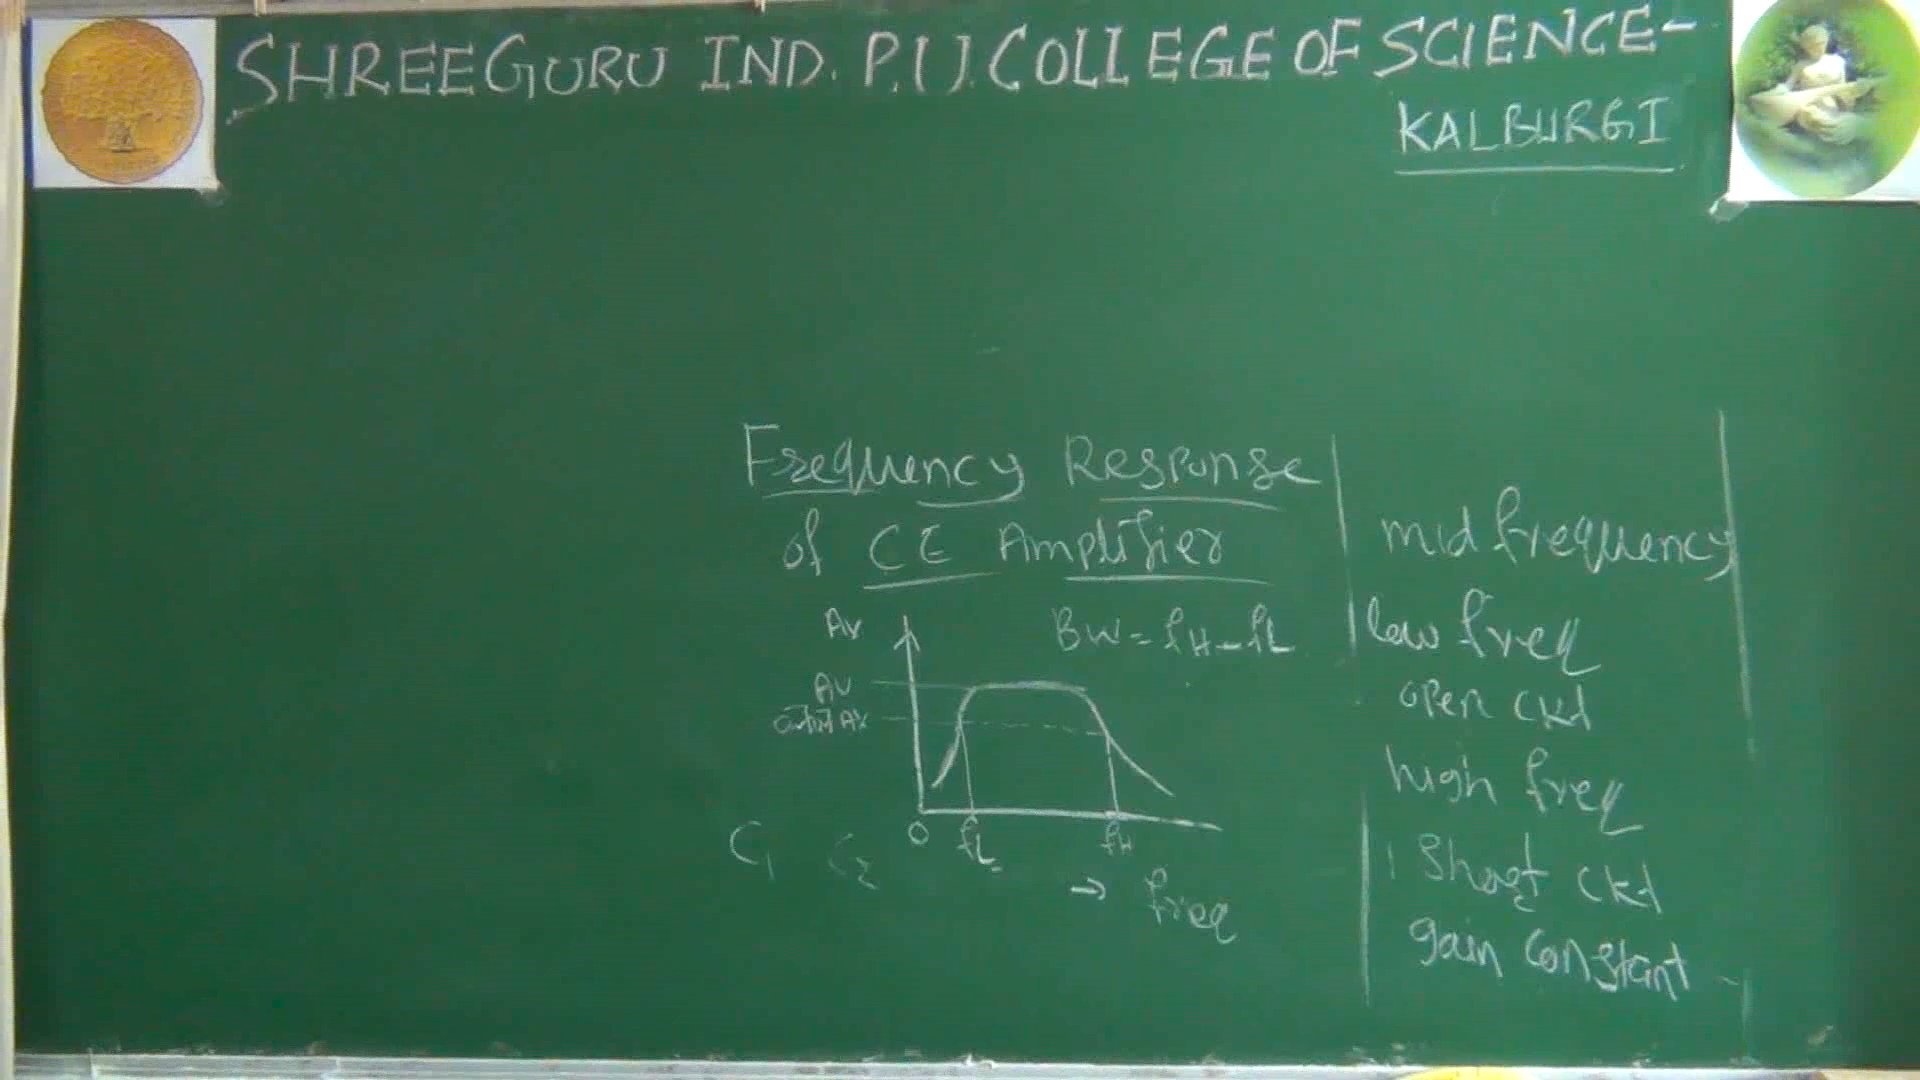 SHREEGURU IND. P.U COLLEGE OF SCIENCE-
KALBURGI
Frequency Response
of CE Amplifier
Av
BW = fH - fL
Av
Av
0 fL fH
C1 C2
→ freq
mid frequency
low freq
open ckt
high freq
Short ckt
gain constant